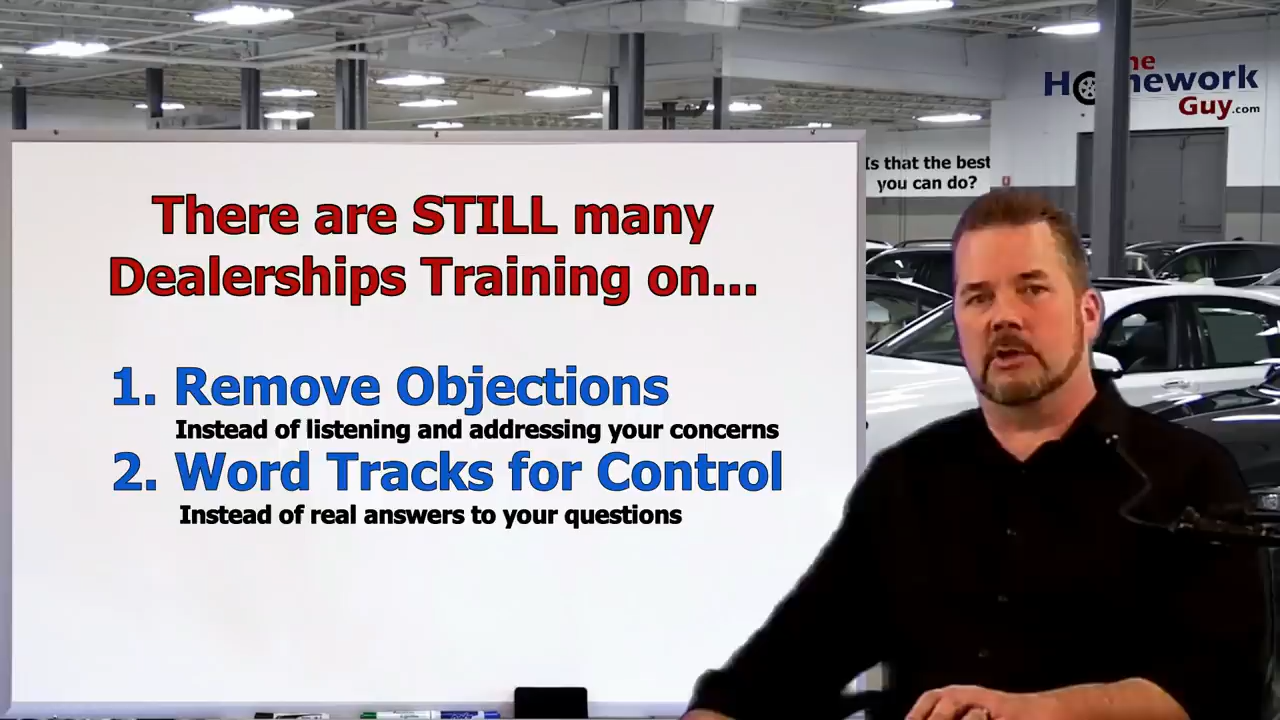 There are STILL many
Dealerships Training on...
1. Remove Objections
Instead of listening and addressing your concerns
2. Word Tracks for Control
Instead of real answers to your questions
Is that the best
you can do?
he
Homework
Guy.com